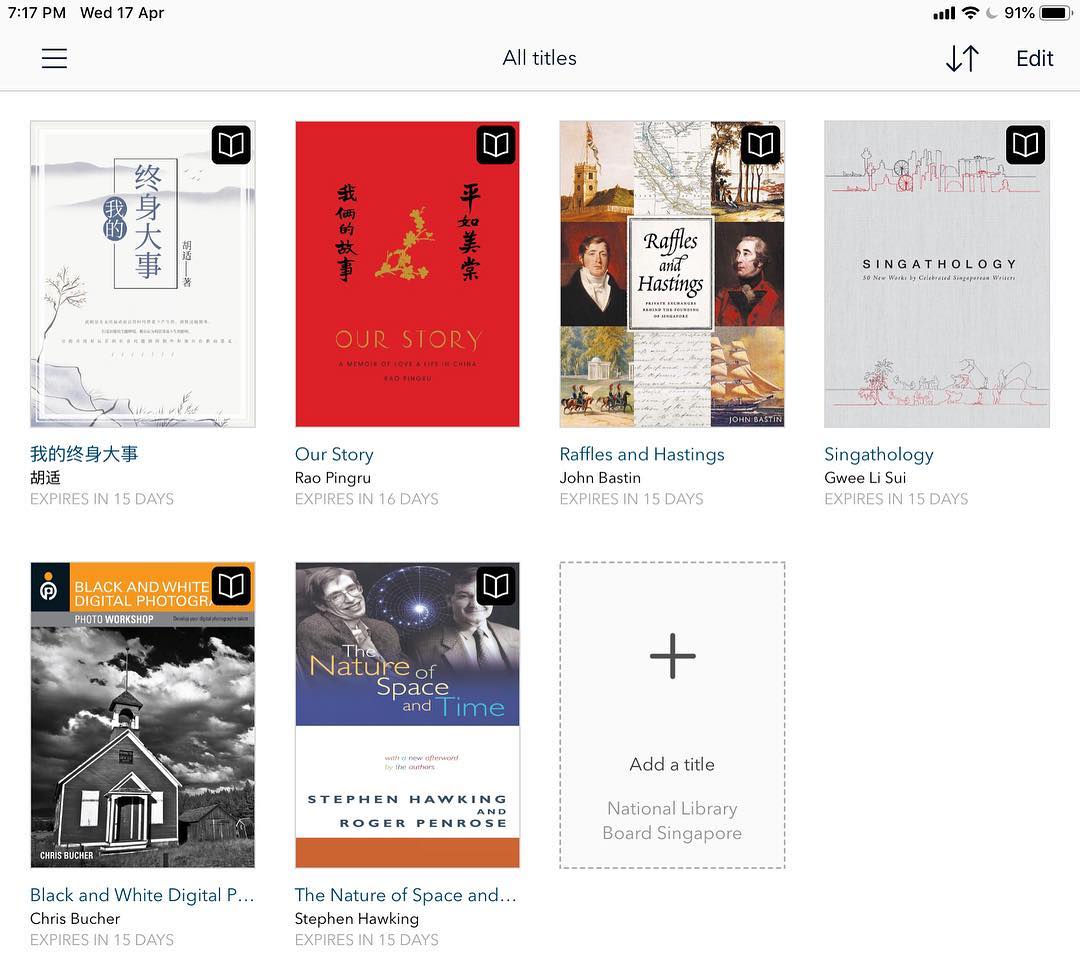 7:17 PM Wed 17 Apr
91%
All titles
Edit
终身大事
我的
胡适 著
我俩的故事
平如美棠
OUR STORY
A MEMOIR OF LOVE & LIFE IN CHINA
RAO PINGRU
Raffles
and
Hastings
PRIVATE EXCHANGES
BEHIND THE FOUNDING
OF SINGAPORE
JOHN BASTIN
SINGATHOLOGY
50 New Works by Celebrated Singaporean Writers
我的终身大事
胡适
EXPIRES IN 15 DAYS
Our Story
Rao Pingru
EXPIRES IN 16 DAYS
Raffles and Hastings
John Bastin
EXPIRES IN 15 DAYS
Singathology
Gwee Li Sui
EXPIRES IN 15 DAYS
BLACK AND WHITE
DIGITAL PHOTOGRA
PHOTO WORKSHOP
Develop your digital photography talent
CHRIS BUCHER
The
Nature of
Space
and Time
with a new afterword
by the authors
STEPHEN HAWKING
AND
ROGER PENROSE
Add a title
National Library
Board Singapore
Black and White Digital P...
Chris Bucher
EXPIRES IN 15 DAYS
The Nature of Space and...
Stephen Hawking
EXPIRES IN 15 DAYS